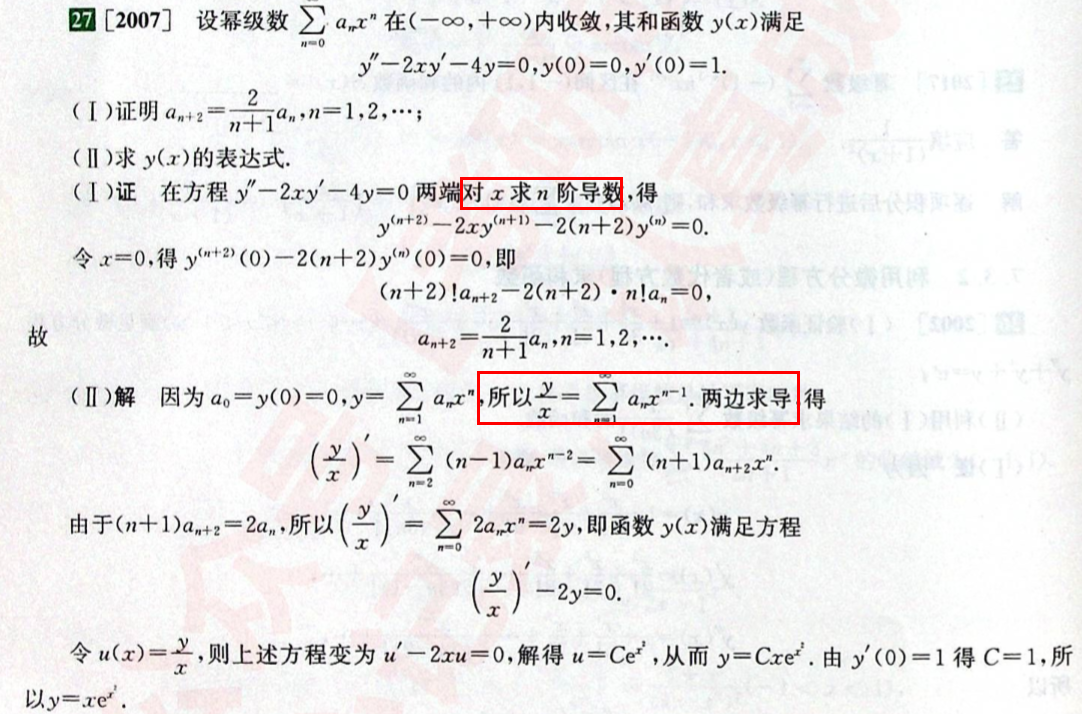 27 [2007] 设幂级数 $\sum_{n=0}^{\infty} a_n x^n$ 在(−∞,+∞)内收敛,其和函数 y(x)满足
$y''-2xy'-4y=0,y(0)=0,y'(0)=1.$
(Ⅰ)证明 $a_{n+2}=\frac{2}{n+1}a_n,n=1,2,\cdots;$
(Ⅱ)求 y(x)的表达式.
(Ⅰ)证 在方程 $y''-2xy'-4y=0$ 两端对 x 求 n 阶导数,得
$y^{(n+2)}-2xy^{(n+1)}-2(n+2)y^{(n)}=0.$
令 x=0,得 $y^{(n+2)}(0)-2(n+2)y^{(n)}(0)=0$,即
$(n+2)!a_{n+2}-2(n+2)\cdot n!a_n=0,$
故
$a_{n+2}=\frac{2}{n+1}a_n,n=1,2,\cdots.$
(Ⅱ)解 因为 $a_0=y(0)=0,y=\sum_{n=1}^{\infty} a_n x^n$,所以 $\frac{y}{x}=\sum_{n=1}^{\infty} a_n x^{n-1}$. 两边求导,得
$\left(\frac{y}{x}\right)'=\sum_{n=2}^{\infty}(n-1)a_n x^{n-2}=\sum_{n=0}^{\infty}(n+1)a_{n+2}x^n.$
由于 $(n+1)a_{n+2}=2a_n$,所以 $\left(\frac{y}{x}\right)'=\sum_{n=0}^{\infty}2a_n x^n=2y$,即函数 y(x)满足方程
$\left(\frac{y}{x}\right)'-2y=0.$
令 $u(x)=\frac{y}{x}$,则上述方程变为 $u'-2xu=0$,解得 $u=Ce^{x^2}$,从而 $y=Cxe^{x^2}$. 由 $y'(0)=1$ 得 C=1,所
以 $y=xe^{x^2}$.